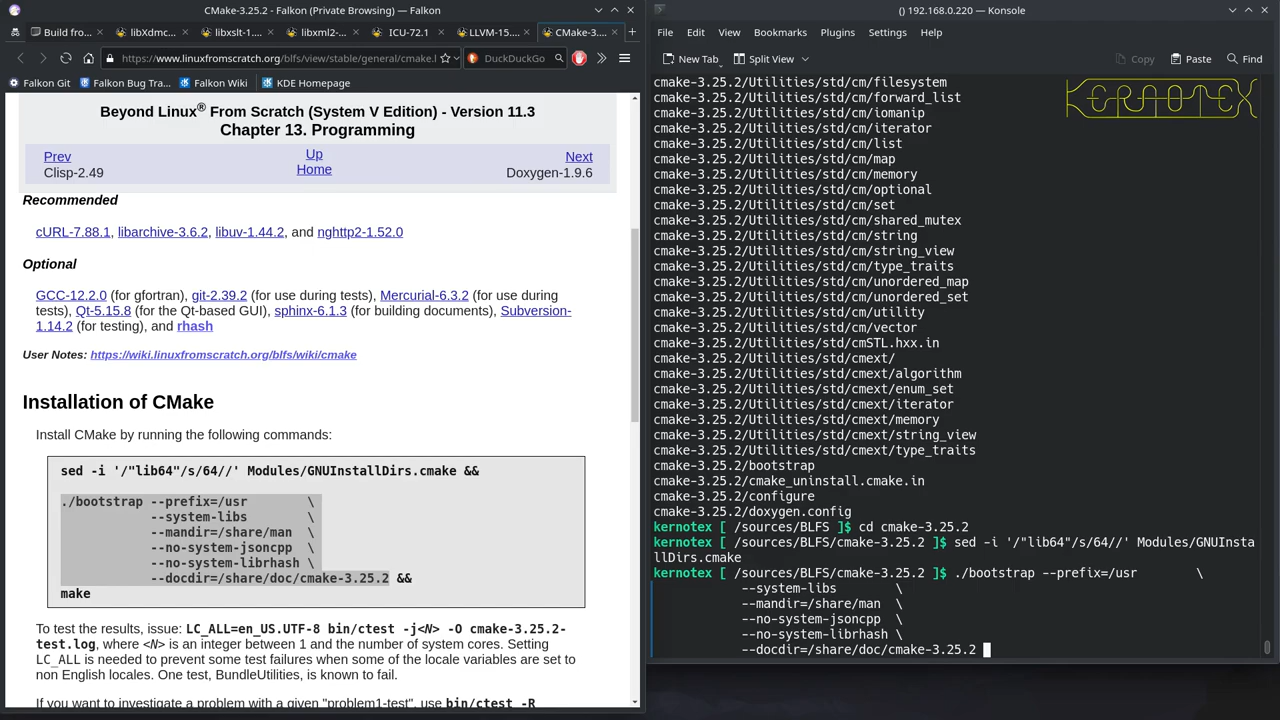 CMake-3.25.2 - Falkon (Private Browsing) — Falkon
Build fro...
libXdmc...
libxslt-1....
libxml2-...
ICU-72.1
LLVM-15....
CMake-3....
https://www.linuxfromscratch.org/blfs/view/stable/general/cmake.l
DuckDuckGo
Falkon Git
Falkon Bug Tra...
Falkon Wiki
KDE Homepage
Beyond Linux® From Scratch (System V Edition) - Version 11.3
Chapter 13. Programming
Prev
Up
Next
Clisp-2.49
Home
Doxygen-1.9.6
Recommended
cURL-7.88.1, libarchive-3.6.2, libuv-1.44.2, and nghttp2-1.52.0
Optional
GCC-12.2.0 (for gfortran), git-2.39.2 (for use during tests), Mercurial-6.3.2 (for use during
tests), Qt-5.15.8 (for the Qt-based GUI), sphinx-6.1.3 (for building documents), Subversion-
1.14.2 (for testing), and rhash
User Notes: https://wiki.linuxfromscratch.org/blfs/wiki/cmake
Installation of CMake
Install CMake by running the following commands:
sed -i '/"lib64"/s/64//' Modules/GNUInstallDirs.cmake &&
./bootstrap --prefix=/usr \
--system-libs \
--mandir=/share/man \
--no-system-jsoncpp \
--no-system-librhash \
--docdir=/share/doc/cmake-3.25.2 &&
make
To test the results, issue: LC_ALL=en_US.UTF-8 bin/ctest -j<N> -O cmake-3.25.2-
test.log, where <N> is an integer between 1 and the number of system cores. Setting
LC_ALL is needed to prevent some test failures when some of the locale variables are set to
non English locales. One test, BundleUtilities, is known to fail.
If you want to investigate a problem with a given "problem1-test", use bin/ctest -R
() 192.168.0.220 — Konsole
File Edit View Bookmarks Plugins Settings Help
New Tab
Split View
Copy
Paste
Find
KERNOTEX
cmake-3.25.2/Utilities/std/cm/filesystem
cmake-3.25.2/Utilities/std/cm/forward_list
cmake-3.25.2/Utilities/std/cm/iomanip
cmake-3.25.2/Utilities/std/cm/iterator
cmake-3.25.2/Utilities/std/cm/list
cmake-3.25.2/Utilities/std/cm/map
cmake-3.25.2/Utilities/std/cm/memory
cmake-3.25.2/Utilities/std/cm/optional
cmake-3.25.2/Utilities/std/cm/set
cmake-3.25.2/Utilities/std/cm/shared_mutex
cmake-3.25.2/Utilities/std/cm/string
cmake-3.25.2/Utilities/std/cm/string_view
cmake-3.25.2/Utilities/std/cm/type_traits
cmake-3.25.2/Utilities/std/cm/unordered_map
cmake-3.25.2/Utilities/std/cm/unordered_set
cmake-3.25.2/Utilities/std/cm/utility
cmake-3.25.2/Utilities/std/cm/vector
cmake-3.25.2/Utilities/std/cmSTL.hxx.in
cmake-3.25.2/Utilities/std/cmext/
cmake-3.25.2/Utilities/std/cmext/algorithm
cmake-3.25.2/Utilities/std/cmext/enum_set
cmake-3.25.2/Utilities/std/cmext/iterator
cmake-3.25.2/Utilities/std/cmext/memory
cmake-3.25.2/Utilities/std/cmext/string_view
cmake-3.25.2/Utilities/std/cmext/type_traits
cmake-3.25.2/bootstrap
cmake-3.25.2/cmake_uninstall.cmake.in
cmake-3.25.2/configure
cmake-3.25.2/doxygen.config
kernotex [ /sources/BLFS ]$ cd cmake-3.25.2
kernotex [ /sources/BLFS/cmake-3.25.2 ]$ sed -i '/"lib64"/s/64//' Modules/GNUInsta
llDirs.cmake
kernotex [ /sources/BLFS/cmake-3.25.2 ]$ ./bootstrap --prefix=/usr \
--system-libs \
--mandir=/share/man \
--no-system-jsoncpp \
--no-system-librhash \
--docdir=/share/doc/cmake-3.25.2